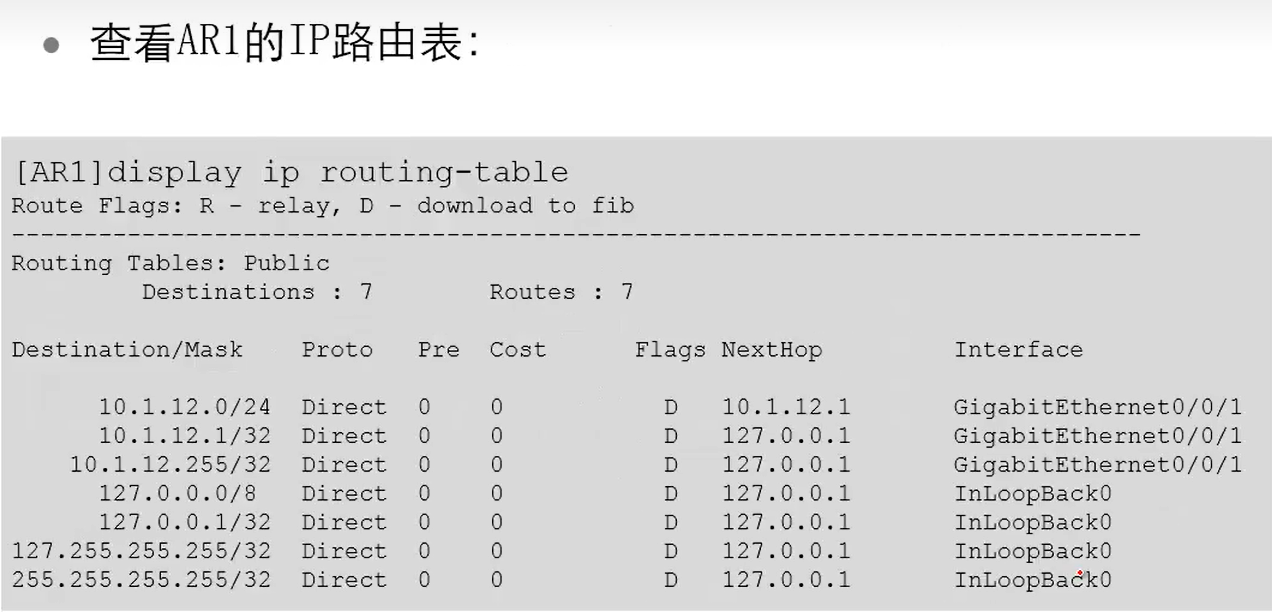 查看AR1的IP路由表:
[AR1]display ip routing-table
Route Flags: R - relay, D - download to fib
------------------------------------------------------------------------------
Routing Tables: Public
Destinations : 7 Routes : 7
Destination/Mask Proto Pre Cost Flags NextHop Interface
10.1.12.0/24 Direct 0 0 D 10.1.12.1 GigabitEthernet0/0/1
10.1.12.1/32 Direct 0 0 D 127.0.0.1 GigabitEthernet0/0/1
10.1.12.255/32 Direct 0 0 D 127.0.0.1 GigabitEthernet0/0/1
127.0.0.0/8 Direct 0 0 D 127.0.0.1 InLoopBack0
127.0.0.1/32 Direct 0 0 D 127.0.0.1 InLoopBack0
127.255.255.255/32 Direct 0 0 D 127.0.0.1 InLoopBack0
255.255.255.255/32 Direct 0 0 D 127.0.0.1 InLoopBack0